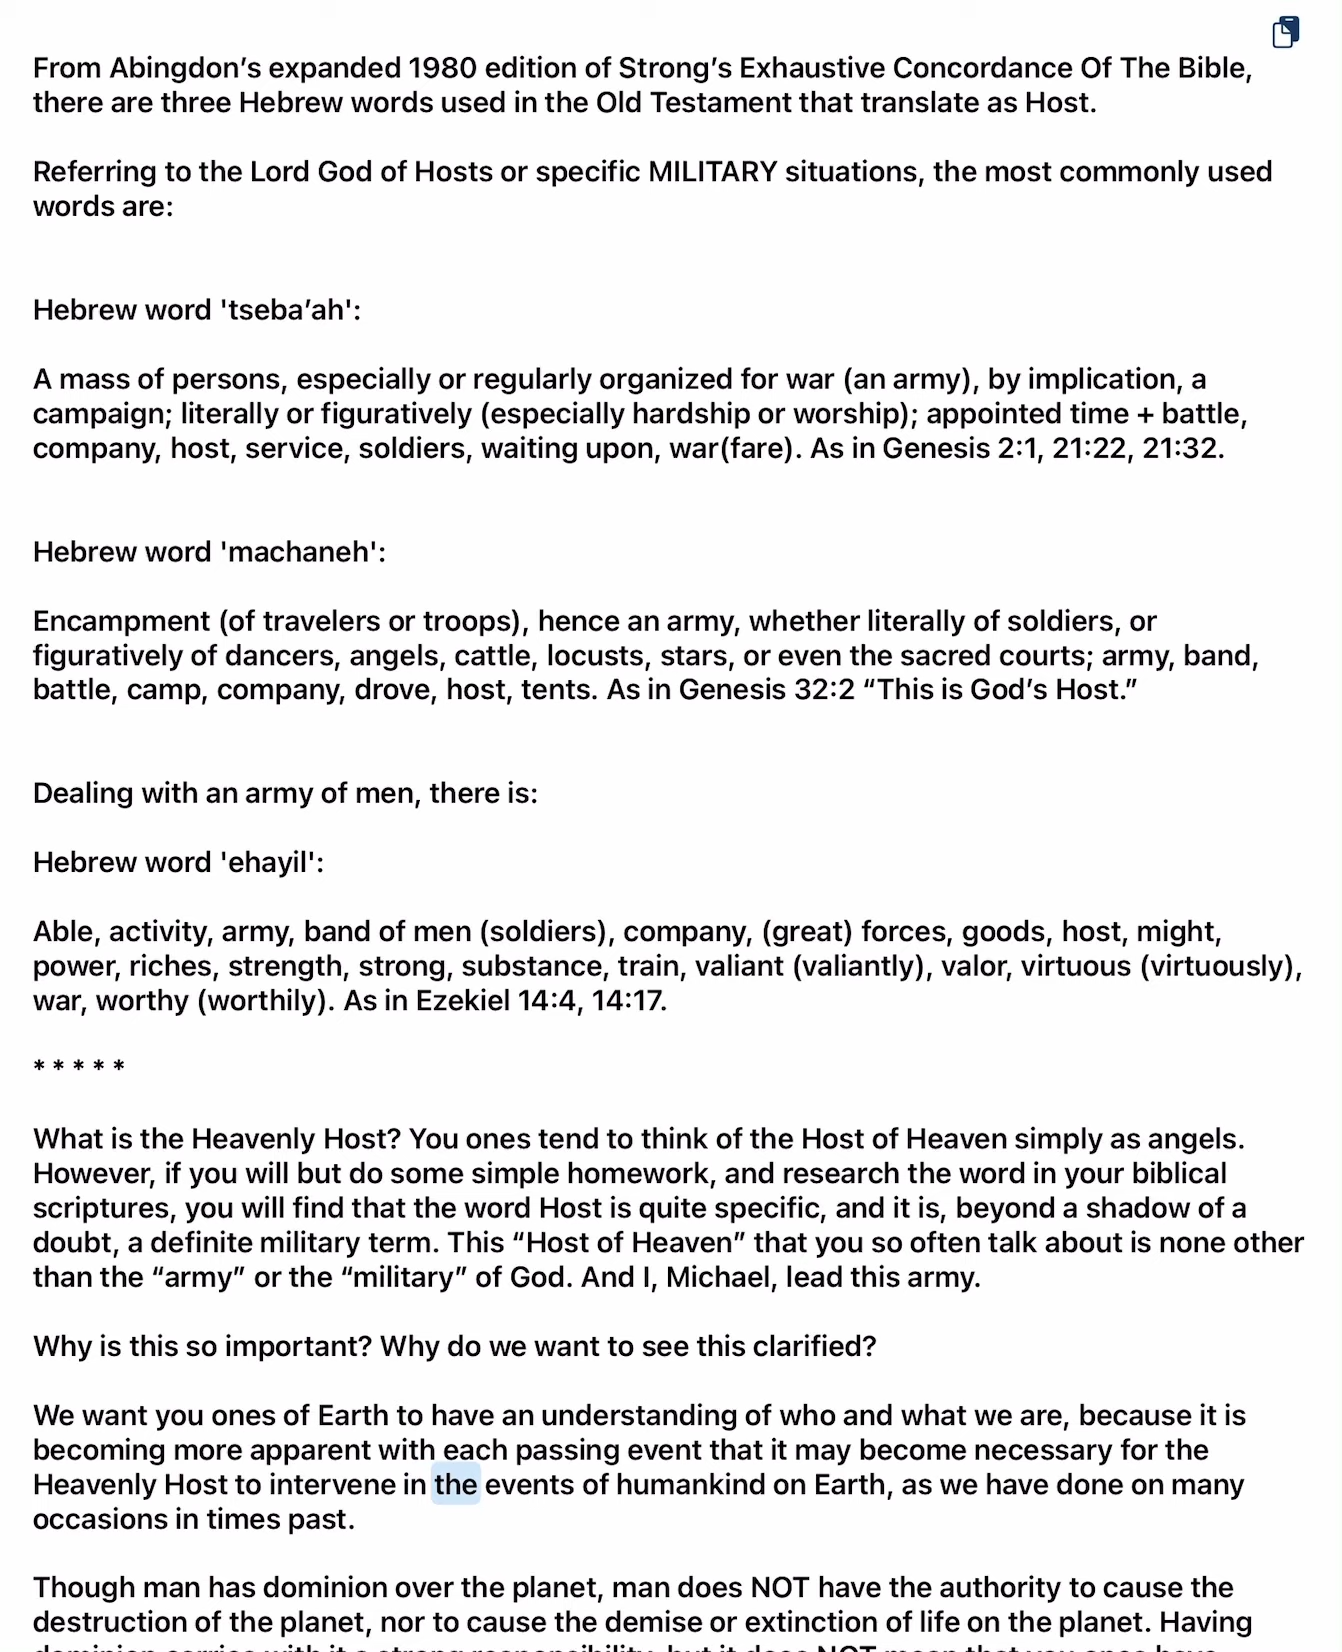 From Abingdon’s expanded 1980 edition of Strong’s Exhaustive Concordance Of The Bible,
there are three Hebrew words used in the Old Testament that translate as Host.
Referring to the Lord God of Hosts or specific MILITARY situations, the most commonly used
words are:
Hebrew word 'tseba’ah':
A mass of persons, especially or regularly organized for war (an army), by implication, a
campaign; literally or figuratively (especially hardship or worship); appointed time + battle,
company, host, service, soldiers, waiting upon, war(fare). As in Genesis 2:1, 21:22, 21:32.
Hebrew word 'machaneh':
Encampment (of travelers or troops), hence an army, whether literally of soldiers, or
figuratively of dancers, angels, cattle, locusts, stars, or even the sacred courts; army, band,
battle, camp, company, drove, host, tents. As in Genesis 32:2 “This is God’s Host.”
Dealing with an army of men, there is:
Hebrew word 'ehayil':
Able, activity, army, band of men (soldiers), company, (great) forces, goods, host, might,
power, riches, strength, strong, substance, train, valiant (valiantly), valor, virtuous (virtuously),
war, worthy (worthily). As in Ezekiel 14:4, 14:17.
* * * * *
What is the Heavenly Host? You ones tend to think of the Host of Heaven simply as angels.
However, if you will but do some simple homework, and research the word in your biblical
scriptures, you will find that the word Host is quite specific, and it is, beyond a shadow of a
doubt, a definite military term. This “Host of Heaven” that you so often talk about is none other
than the “army” or the “military” of God. And I, Michael, lead this army.
Why is this so important? Why do we want to see this clarified?
We want you ones of Earth to have an understanding of who and what we are, because it is
becoming more apparent with each passing event that it may become necessary for the
Heavenly Host to intervene in the events of humankind on Earth, as we have done on many
occasions in times past.
Though man has dominion over the planet, man does NOT have the authority to cause the
destruction of the planet, nor to cause the demise or extinction of life on the planet. Having
dominion carries with it a strong responsibility, but it does NOT mean that you ones have